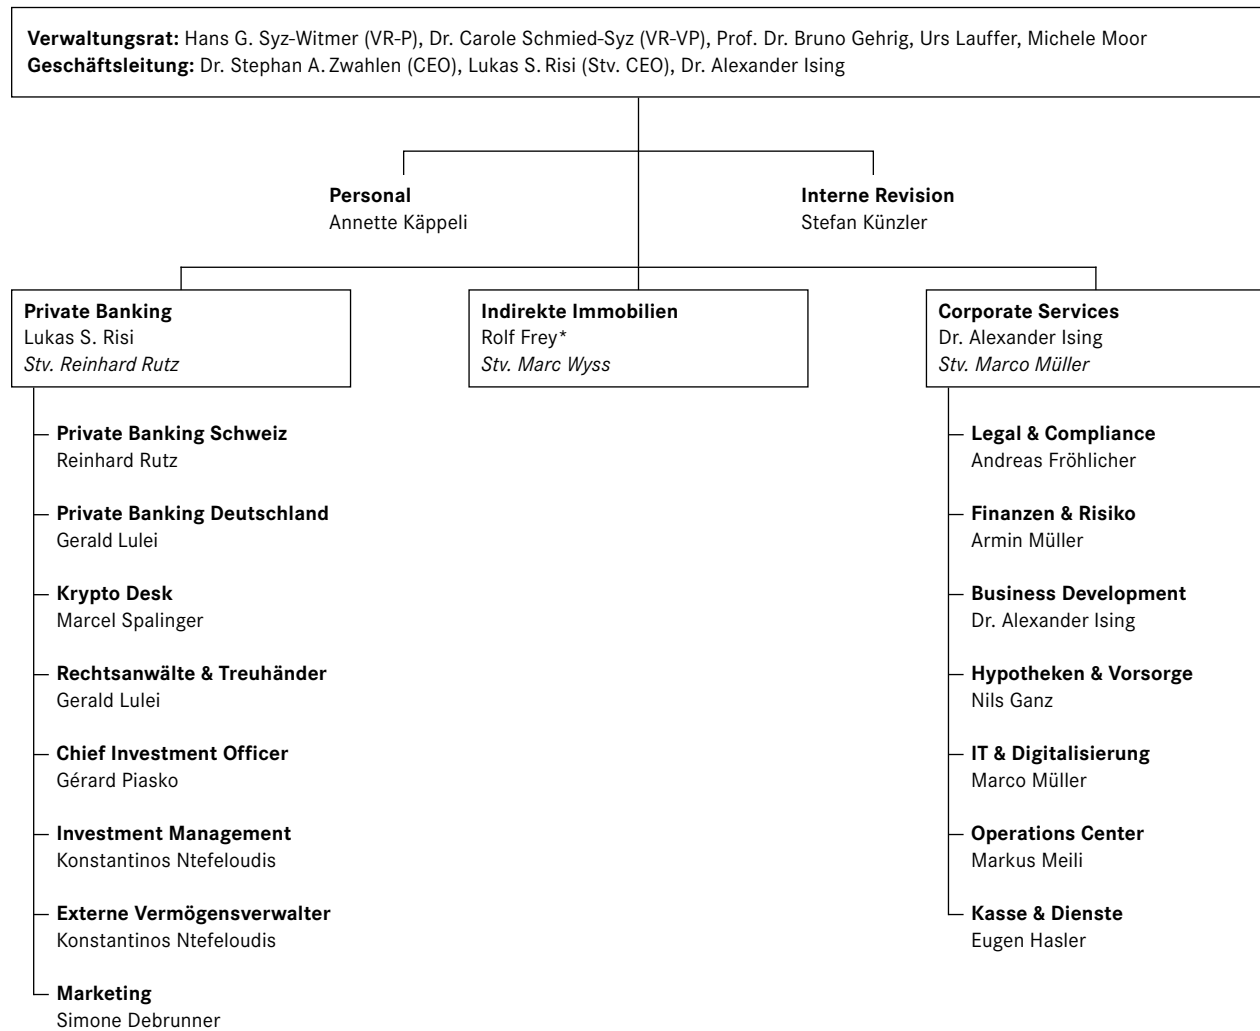 Verwaltungsrat: Hans G. Syz-Witmer (VR-P), Dr. Carole Schmied-Syz (VR-VP), Prof. Dr. Bruno Gehrig, Urs Lauffer, Michele Moor
Geschäftsleitung: Dr. Stephan A. Zwahlen (CEO), Lukas S. Risi (Stv. CEO), Dr. Alexander Ising
Personal
Annette Käppeli
Interne Revision
Stefan Künzler
Private Banking
Lukas S. Risi
Stv. Reinhard Rutz
Indirekte Immobilien
Rolf Frey*
Stv. Marc Wyss
Corporate Services
Dr. Alexander Ising
Stv. Marco Müller
Private Banking Schweiz
Reinhard Rutz
Private Banking Deutschland
Gerald Lulei
Krypto Desk
Marcel Spalinger
Rechtsanwälte & Treuhänder
Gerald Lulei
Chief Investment Officer
Gérard Piasko
Investment Management
Konstantinos Ntefeloudis
Externe Vermögensverwalter
Konstantinos Ntefeloudis
Marketing
Simone Debrunner
Legal & Compliance
Andreas Fröhlicher
Finanzen & Risiko
Armin Müller
Business Development
Dr. Alexander Ising
Hypotheken & Vorsorge
Nils Ganz
IT & Digitalisierung
Marco Müller
Operations Center
Markus Meili
Kasse & Dienste
Eugen Hasler